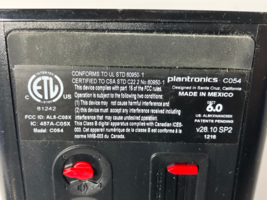 CONFORMS TO UL STD 60950-1
CERTIFIED TO CSA STD C22.2 No 60950-1
This device complies with part 15 of the FCC rules
Operation is subject to the following conditions
(1) This device may not cause harmful interference
(2) This device must accept any interference
received, including interference that may cause
undesired operation.
This Class B digital apparatus complies with Canadian ICES-
003. Cet appareil numérique de la classe B est conforme à la
norme NMB-003 du Canada.
ETL
C US
61242
FCC ID: AL8-C05X
IC: 457A-C05X
Model: C054
plantronics C054
Designed in Santa Cruz, California
MADE IN MEXICO
DECT
6.0
PATENTS PENDING
v28.10 SP2
1216